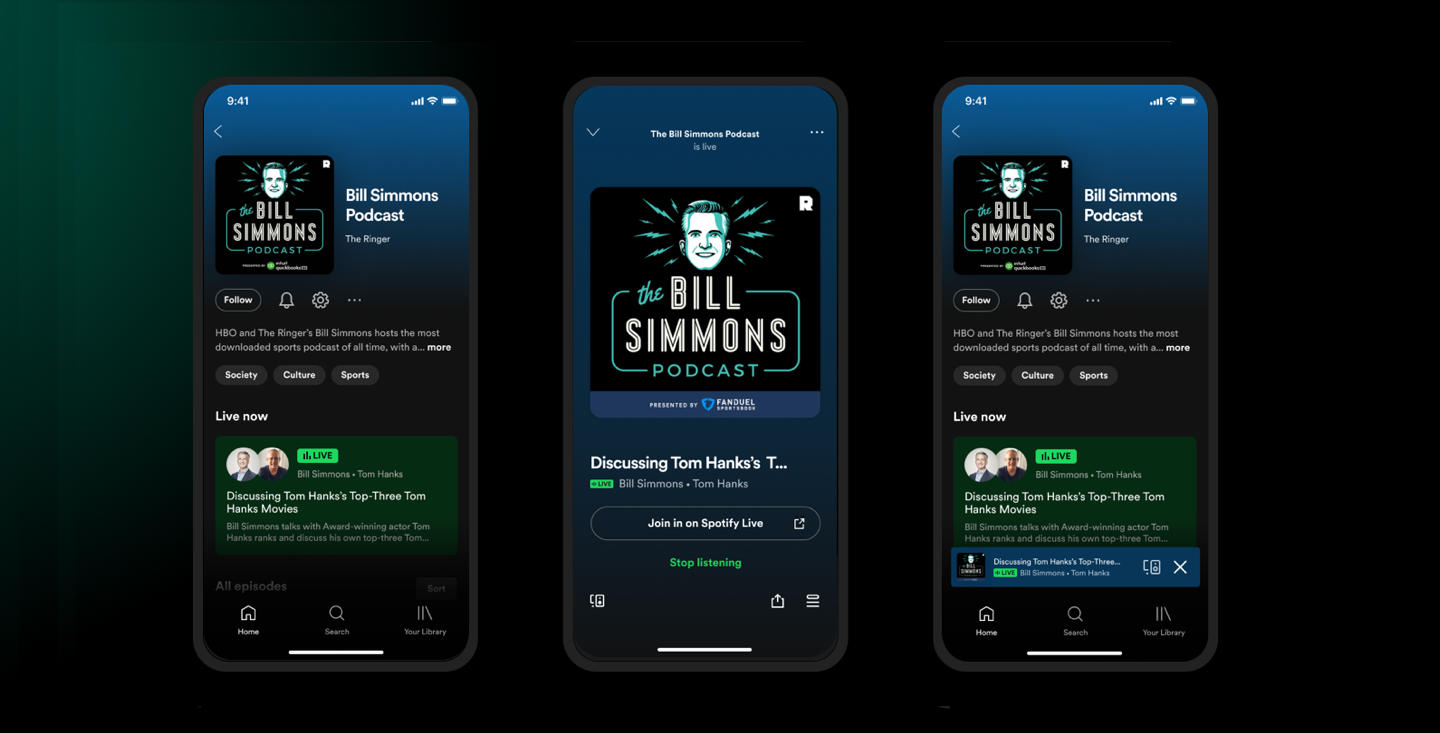 9:41
R
the BILL
SIMMONS
PODCAST
PRESENTED BY intuit quickbooks
Bill Simmons
Podcast
The Ringer
Follow
HBO and The Ringer's Bill Simmons hosts the most
downloaded sports podcast of all time, with a... more
Society Culture Sports
Live now
LIVE
Bill Simmons • Tom Hanks
Discussing Tom Hanks's Top-Three Tom
Hanks Movies
Bill Simmons talks with Award-winning actor Tom
Hanks ranks and discuss his own top-three Tom...
All episodes Sort
Home Search Your Library
The Bill Simmons Podcast
is live
R
the BILL
SIMMONS
PODCAST
PRESENTED BY FANDUEL
SPORTSBOOK
Discussing Tom Hanks's T...
LIVE Bill Simmons • Tom Hanks
Join in on Spotify Live
Stop listening
9:41
R
the BILL
SIMMONS
PODCAST
PRESENTED BY intuit quickbooks
Bill Simmons
Podcast
The Ringer
Follow
HBO and The Ringer's Bill Simmons hosts the most
downloaded sports podcast of all time, with a... more
Society Culture Sports
Live now
LIVE
Bill Simmons • Tom Hanks
Discussing Tom Hanks's Top-Three Tom
Hanks Movies
Bill Simmons talks with Award-winning actor Tom
Hanks ranks and discuss his own top-three Tom...
Discussing Tom Hanks's Top-Three...
LIVE Bill Simmons • Tom Hanks
Home Search Your Library